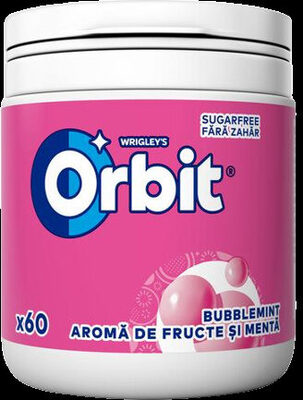 SUGARFREE
FĂRĂ ZAHĂR
WRIGLEY'S
Orbit®
x60
BUBBLEMINT
AROMĂ DE FRUCTE ȘI MENTĂ